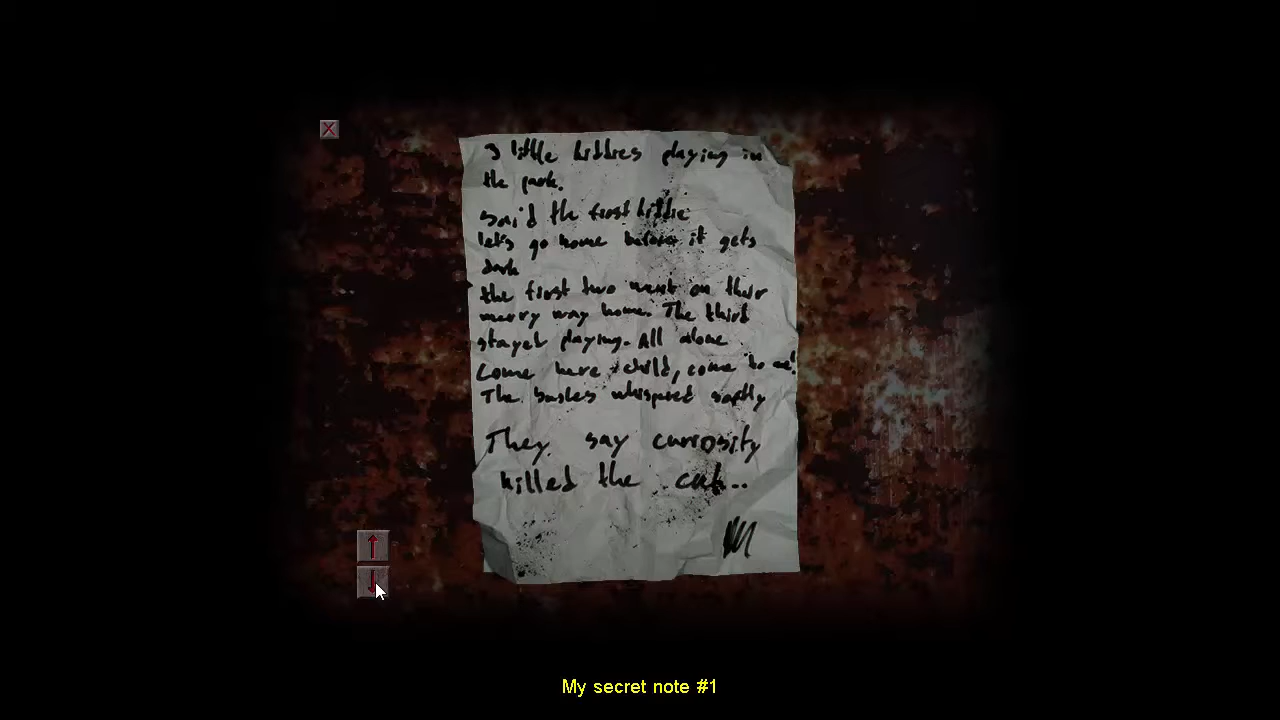 3 little kiddies playing in
the park.
said the first kiddie
let's go home before it gets
dark
the first two went on their
merry way home. The third
stayet playing. All alone
Come here child, come to me!
The bushes whispered softly
They say curiosity
killed the cat..
My secret note #1